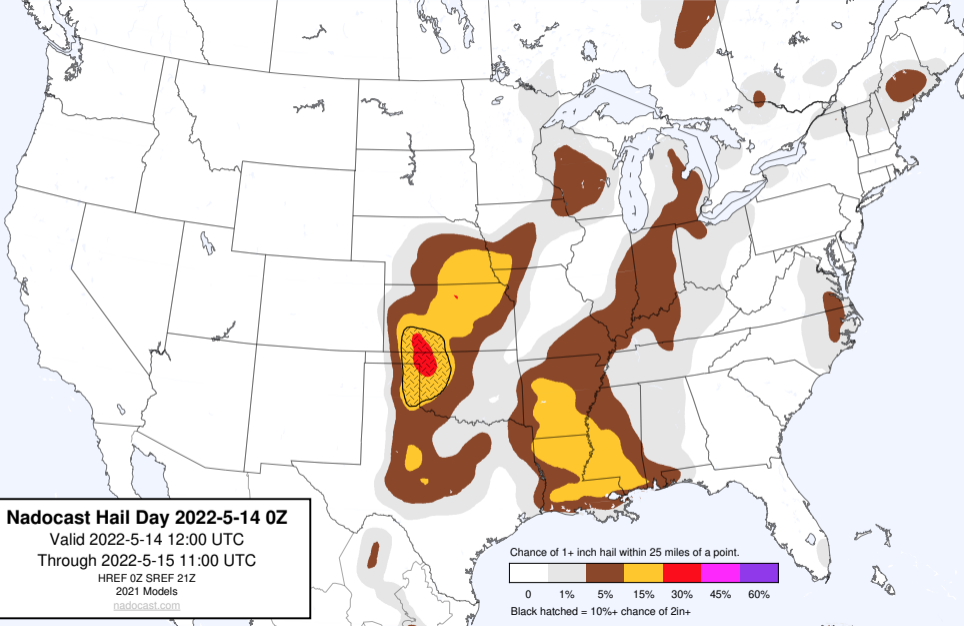 Nadocast Hail Day 2022-5-14 0Z
Valid 2022-5-14 12:00 UTC
Through 2022-5-15 11:00 UTC
HREF 0Z SREF 21Z
2021 Models
nadocast.com
Chance of 1+ inch hail within 25 miles of a point.
0 1% 5% 15% 30% 45% 60%
Black hatched = 10%+ chance of 2in+